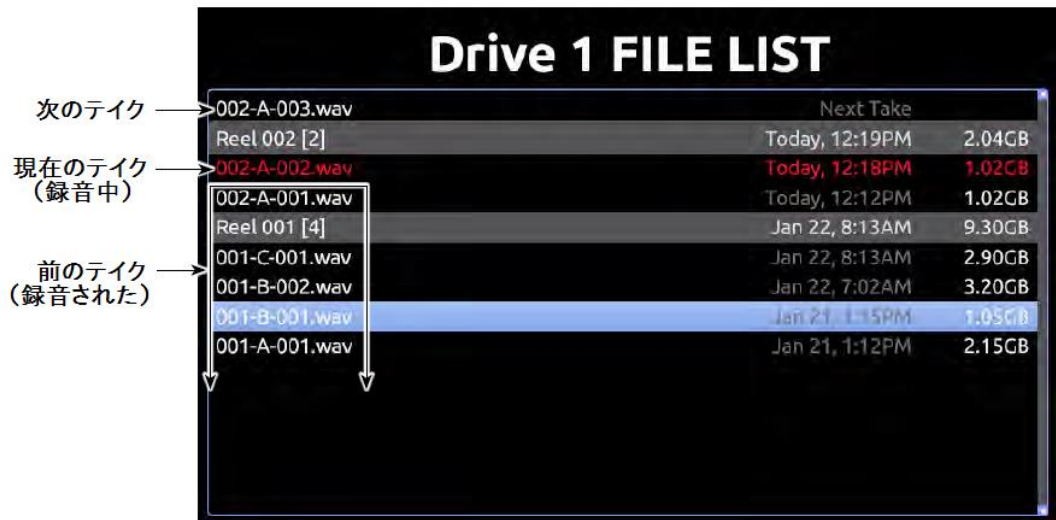 Drive 1 FILE LIST
次のテイク
002-A-003.wav Next Take
Reel 002 [2] Today, 12:19PM 2.04GB
現在のテイク
（録音中）
002-A-002.wav Today, 12:18PM 1.02GB
002-A-001.wav Today, 12:12PM 1.02GB
Reel 001 [4] Jan 22, 8:13AM 9.30GB
前のテイク
（録音された）
001-C-001.wav Jan 22, 8:13AM 2.90GB
001-B-002.wav Jan 22, 7:02AM 3.20GB
001-B-001.wav Jan 21, 1:15PM 1.05GB
001-A-001.wav Jan 21, 1:12PM 2.15GB